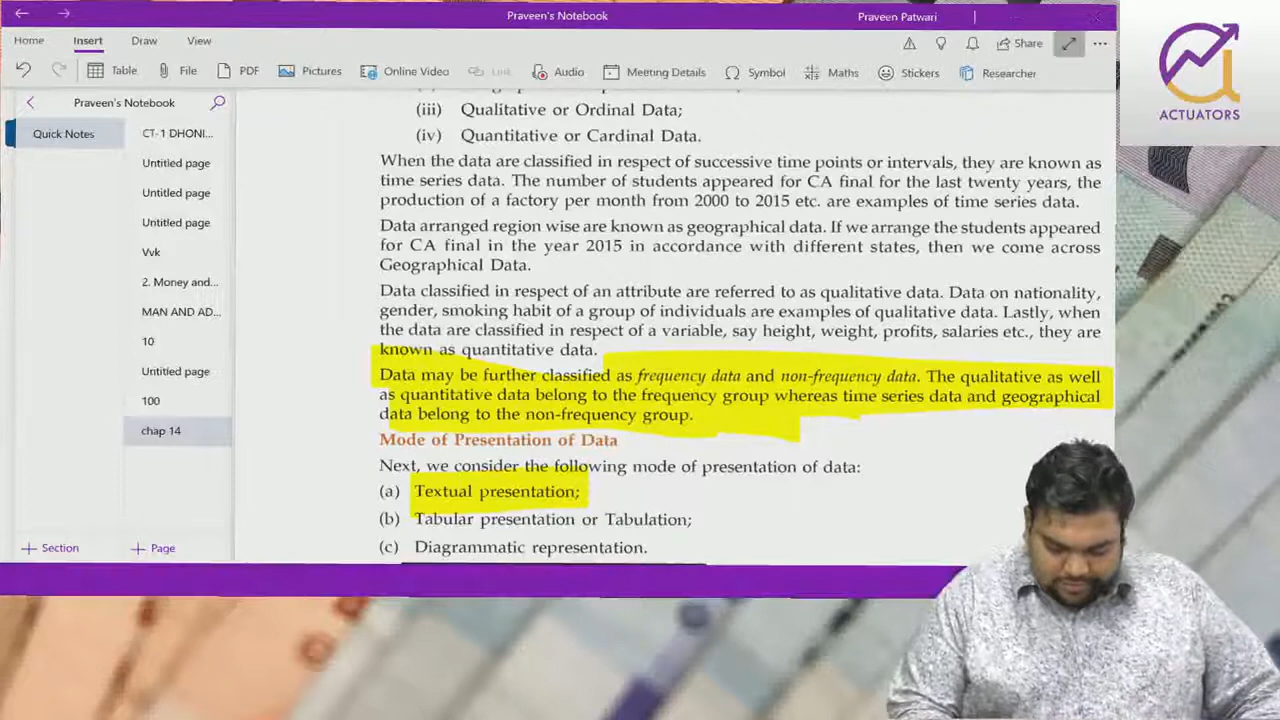 Praveen's Notebook
Praveen Patwari
Home Insert Draw View
Share
Table File PDF Pictures Online Video Link Audio Meeting Details Symbol Maths Stickers Researcher
ACTUATORS
Praveen's Notebook
Quick Notes
CT- 1 DHONI...
Untitled page
Untitled page
Untitled page
Vvk
2. Money and...
MAN AND AD...
10
Untitled page
100
chap 14
+ Section
+ Page
(iii) Qualitative or Ordinal Data;
(iv) Quantitative or Cardinal Data.
When the data are classified in respect of successive time points or intervals, they are known as
time series data. The number of students appeared for CA final for the last twenty years, the
production of a factory per month from 2000 to 2015 etc. are examples of time series data.
Data arranged region wise are known as geographical data. If we arrange the students appeared
for CA final in the year 2015 in accordance with different states, then we come across
Geographical Data.
Data classified in respect of an attribute are referred to as qualitative data. Data on nationality,
gender, smoking habit of a group of individuals are examples of qualitative data. Lastly, when
the data are classified in respect of a variable, say height, weight, profits, salaries etc., they are
known as quantitative data.
Data may be further classified as frequency data and non-frequency data. The qualitative as well
as quantitative data belong to the frequency group whereas time series data and geographical
data belong to the non-frequency group.
Mode of Presentation of Data
Next, we consider the following mode of presentation of data:
(a) Textual presentation;
(b) Tabular presentation or Tabulation;
(c) Diagrammatic representation.